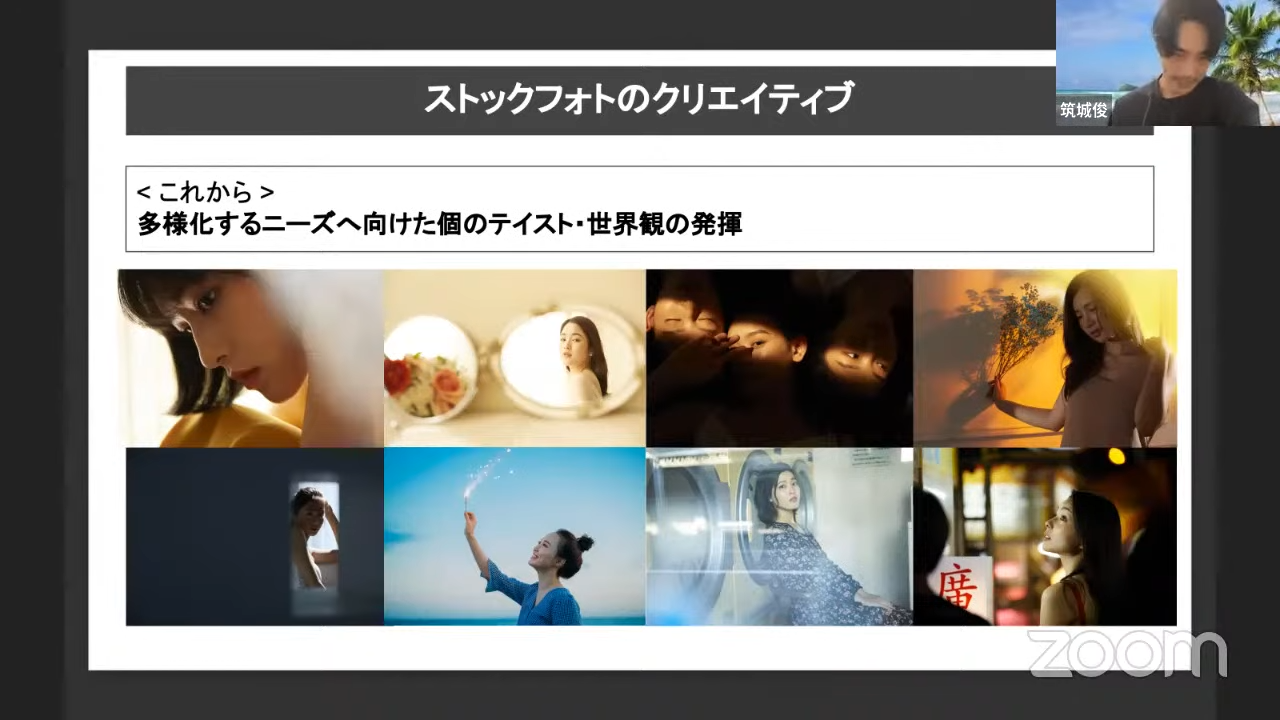 ストックフォトのクリエイティブ
筑城俊
< これから >
多様化するニーズへ向けた個のテイスト・世界観の発揮
廣
zoom